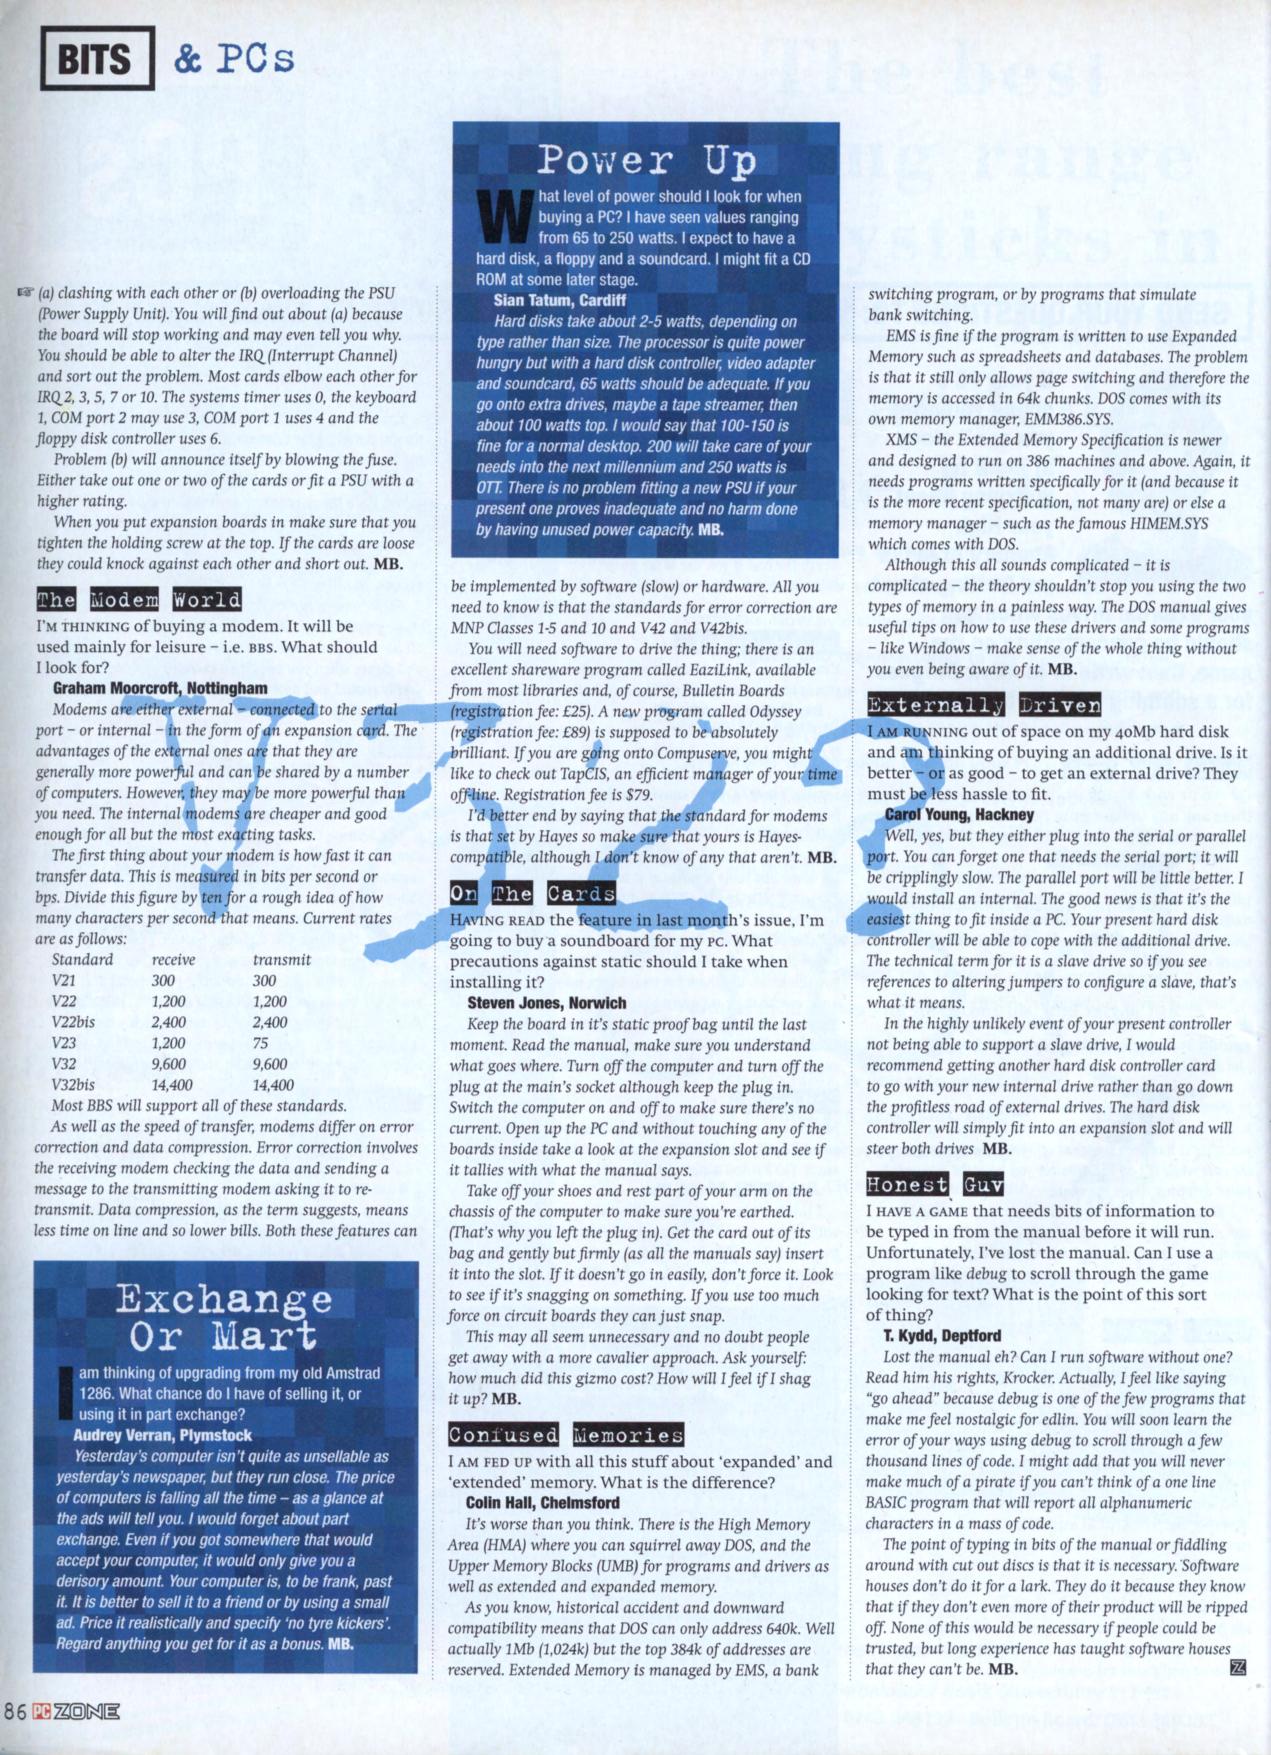 BITS & PCs
☞ (a) clashing with each other or (b) overloading the PSU
(Power Supply Unit). You will find out about (a) because
the board will stop working and may even tell you why.
You should be able to alter the IRQ (Interrupt Channel)
and sort out the problem. Most cards elbow each other for
IRQ 2, 3, 5, 7 or 10. The systems timer uses 0, the keyboard
1, COM port 2 may use 3, COM port 1 uses 4 and the
floppy disk controller uses 6.
Problem (b) will announce itself by blowing the fuse.
Either take out one or two of the cards or fit a PSU with a
higher rating.
When you put expansion boards in make sure that you
tighten the holding screw at the top. If the cards are loose
they could knock against each other and short out. MB.
The Modem World
I'M THINKING of buying a modem. It will be
used mainly for leisure – i.e. BBS. What should
I look for?
Graham Moorcroft, Nottingham
Modems are either external – connected to the serial
port – or internal – in the form of an expansion card. The
advantages of the external ones are that they are
generally more powerful and can be shared by a number
of computers. However, they may be more powerful than
you need. The internal modems are cheaper and good
enough for all but the most exacting tasks.
The first thing about your modem is how fast it can
transfer data. This is measured in bits per second or
bps. Divide this figure by ten for a rough idea of how
many characters per second that means. Current rates
are as follows:
Standard receive transmit
V21 300 300
V22 1,200 1,200
V22bis 2,400 2,400
V23 1,200 75
V32 9,600 9,600
V32bis 14,400 14,400
Most BBS will support all of these standards.
As well as the speed of transfer, modems differ on error
correction and data compression. Error correction involves
the receiving modem checking the data and sending a
message to the transmitting modem asking it to re-
transmit. Data compression, as the term suggests, means
less time on line and so lower bills. Both these features can
Exchange
Or Mart
I am thinking of upgrading from my old Amstrad
1286. What chance do I have of selling it, or
using it in part exchange?
Audrey Verran, Plymstock
Yesterday's computer isn't quite as unsellable as
yesterday's newspaper, but they run close. The price
of computers is falling all the time – as a glance at
the ads will tell you. I would forget about part
exchange. Even if you got somewhere that would
accept your computer, it would only give you a
derisory amount. Your computer is, to be frank, past
it. It is better to sell it to a friend or by using a small
ad. Price it realistically and specify 'no tyre kickers'.
Regard anything you get for it as a bonus. MB.
Power Up
What level of power should I look for when
buying a PC? I have seen values ranging
from 65 to 250 watts. I expect to have a
hard disk, a floppy and a soundcard. I might fit a CD
ROM at some later stage.
Sian Tatum, Cardiff
Hard disks take about 2-5 watts, depending on
type rather than size. The processor is quite power
hungry but with a hard disk controller, video adapter
and soundcard, 65 watts should be adequate. If you
go onto extra drives, maybe a tape streamer, then
about 100 watts top. I would say that 100-150 is
fine for a normal desktop. 200 will take care of your
needs into the next millennium and 250 watts is
OTT. There is no problem fitting a new PSU if your
present one proves inadequate and no harm done
by having unused power capacity. MB.
be implemented by software (slow) or hardware. All you
need to know is that the standards for error correction are
MNP Classes 1-5 and 10 and V42 and V42bis.
You will need software to drive the thing; there is an
excellent shareware program called EaziLink, available
from most libraries and, of course, Bulletin Boards
(registration fee: £25). A new program called Odyssey
(registration fee: £89) is supposed to be absolutely
brilliant. If you are going onto Compuserve, you might
like to check out TapCIS, an efficient manager of your time
off-line. Registration fee is $79.
I'd better end by saying that the standard for modems
is that set by Hayes so make sure that yours is Hayes-
compatible, although I don't know of any that aren't. MB.
V32?
On The Cards
HAVING READ the feature in last month's issue, I'm
going to buy a soundboard for my PC. What
precautions against static should I take when
installing it?
Steven Jones, Norwich
Keep the board in it's static proof bag until the last
moment. Read the manual, make sure you understand
what goes where. Turn off the computer and turn off the
plug at the main's socket although keep the plug in.
Switch the computer on and off to make sure there's no
current. Open up the PC and without touching any of the
boards inside take a look at the expansion slot and see if
it tallies with what the manual says.
Take off your shoes and rest part of your arm on the
chassis of the computer to make sure you're earthed.
(That's why you left the plug in). Get the card out of its
bag and gently but firmly (as all the manuals say) insert
it into the slot. If it doesn't go in easily, don't force it. Look
to see if it's snagging on something. If you use too much
force on circuit boards they can just snap.
This may all seem unnecessary and no doubt people
get away with a more cavalier approach. Ask yourself:
how much did this gizmo cost? How will I feel if I shag
it up? MB.
Confused Memories
I AM FED UP with all this stuff about 'expanded' and
'extended' memory. What is the difference?
Colin Hall, Chelmsford
It's worse than you think. There is the High Memory
Area (HMA) where you can squirrel away DOS, and the
Upper Memory Blocks (UMB) for programs and drivers as
well as extended and expanded memory.
As you know, historical accident and downward
compatibility means that DOS can only address 640k. Well
actually 1Mb (1,024k) but the top 384k of addresses are
reserved. Extended Memory is managed by EMS, a bank
switching program, or by programs that simulate
bank switching.
EMS is fine if the program is written to use Expanded
Memory such as spreadsheets and databases. The problem
is that it still only allows page switching and therefore the
memory is accessed in 64k chunks. DOS comes with its
own memory manager, EMM386.SYS.
XMS – the Extended Memory Specification is newer
and designed to run on 386 machines and above. Again, it
needs programs written specifically for it (and because it
is the more recent specification, not many are) or else a
memory manager – such as the famous HIMEM.SYS
which comes with DOS.
Although this all sounds complicated – it is
complicated – the theory shouldn't stop you using the two
types of memory in a painless way. The DOS manual gives
useful tips on how to use these drivers and some programs
– like Windows – make sense of the whole thing without
you even being aware of it. MB.
Externally Driven
I AM RUNNING out of space on my 40Mb hard disk
and am thinking of buying an additional drive. Is it
better – or as good – to get an external drive? They
must be less hassle to fit.
Carol Young, Hackney
Well, yes, but they either plug into the serial or parallel
port. You can forget one that needs the serial port; it will
be cripplingly slow. The parallel port will be little better. I
would install an internal. The good news is that it's the
easiest thing to fit inside a PC. Your present hard disk
controller will be able to cope with the additional drive.
The technical term for it is a slave drive so if you see
references to altering jumpers to configure a slave, that's
what it means.
In the highly unlikely event of your present controller
not being able to support a slave drive, I would
recommend getting another hard disk controller card
to go with your new internal drive rather than go down
the profitless road of external drives. The hard disk
controller will simply fit into an expansion slot and will
steer both drives MB.
Honest Guv
I HAVE A GAME that needs bits of information to
be typed in from the manual before it will run.
Unfortunately, I've lost the manual. Can I use a
program like debug to scroll through the game
looking for text? What is the point of this sort
of thing?
T. Kydd, Deptford
Lost the manual eh? Can I run software without one?
Read him his rights, Krocker. Actually, I feel like saying
"go ahead" because debug is one of the few programs that
make me feel nostalgic for edlin. You will soon learn the
error of your ways using debug to scroll through a few
thousand lines of code. I might add that you will never
make much of a pirate if you can't think of a one line
BASIC program that will report all alphanumeric
characters in a mass of code.
The point of typing in bits of the manual or fiddling
around with cut out discs is that it is necessary. Software
houses don't do it for a lark. They do it because they know
that if they don't even more of their product will be ripped
off. None of this would be necessary if people could be
trusted, but long experience has taught software houses
that they can't be. MB. Z
86 PC ZONE